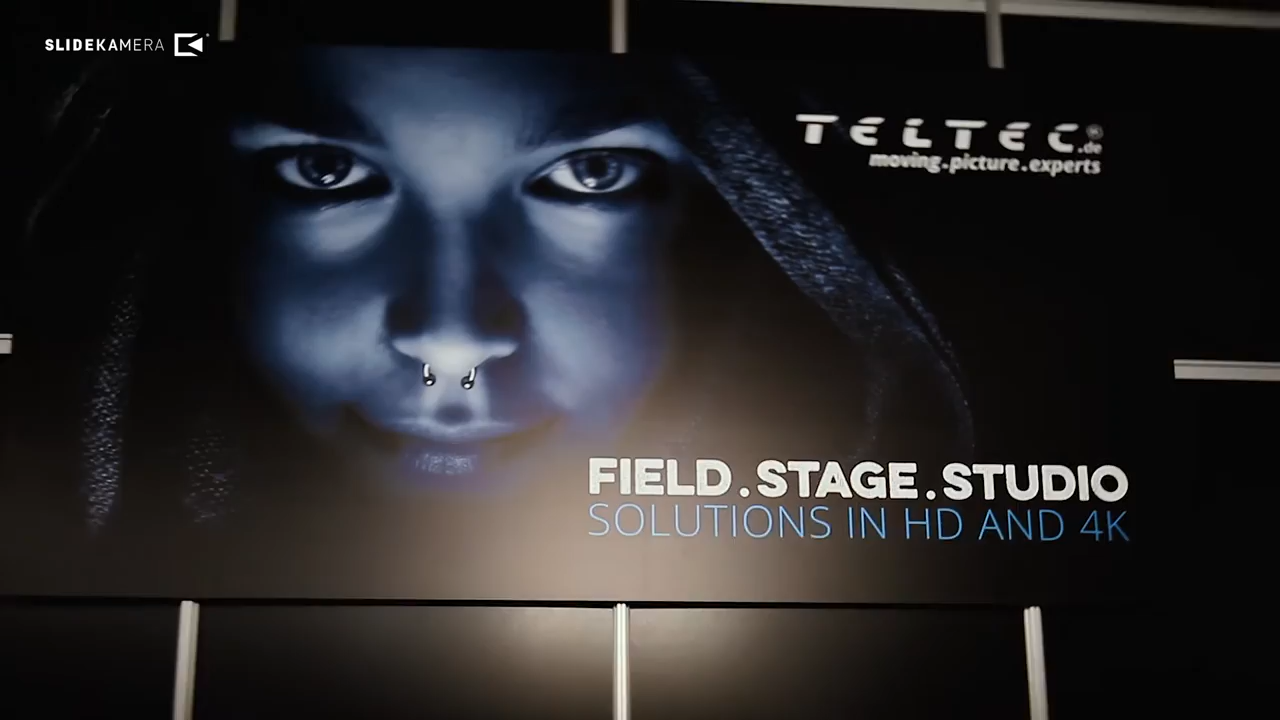 SLIDEKAMERA
TELTEC®.de
moving.picture.experts
FIELD.STAGE.STUDIO
SOLUTIONS IN HD AND 4K